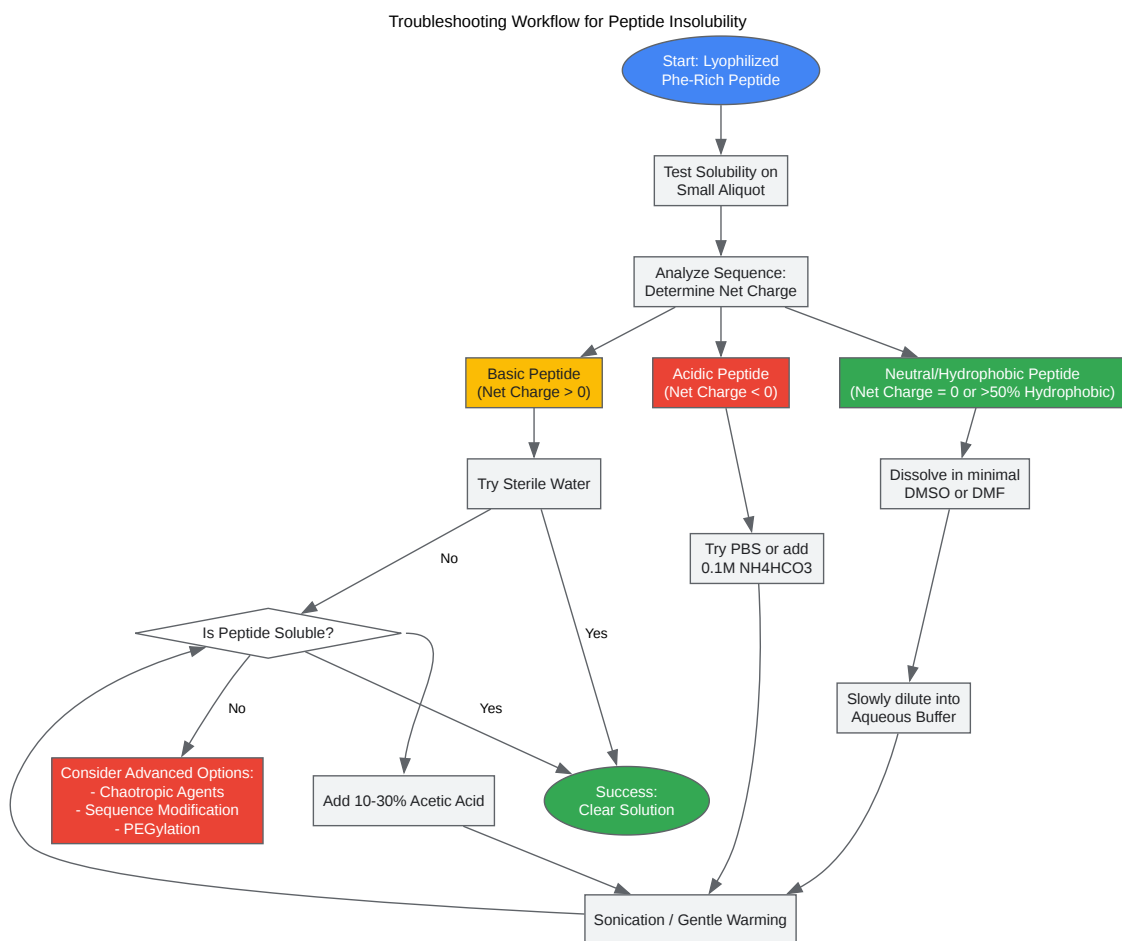 Troubleshooting Workflow for Peptide Insolubility
Start: Lyophilized
Phe-Rich Peptide
Test Solubility on
Small Aliquot
Analyze Sequence:
Determine Net Charge
Basic Peptide
(Net Charge > 0)
Acidic Peptide
(Net Charge < 0)
Neutral/Hydrophobic Peptide
(Net Charge = 0 or >50% Hydrophobic)
Try Sterile Water
Dissolve in minimal
DMSO or DMF
Try PBS or add
0.1M NH4HCO3
No
Is Peptide Soluble?
Yes
No
Yes
Slowly dilute into
Aqueous Buffer
Consider Advanced Options:
- Chaotropic Agents
- Sequence Modification
- PEGylation
Add 10-30% Acetic Acid
Success:
Clear Solution
Sonication / Gentle Warming